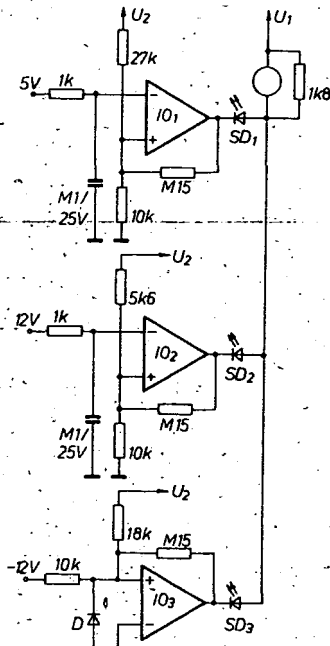 U2
U1
27k
5V
1k
1k8
IO1
SD1
M15
M1/
25V
10k
U2
5k6
12V
1k
IO2
SD2
M15
M1/
25V
10k
U2
18k
M15
-12V
10k
D
IO3
SD3